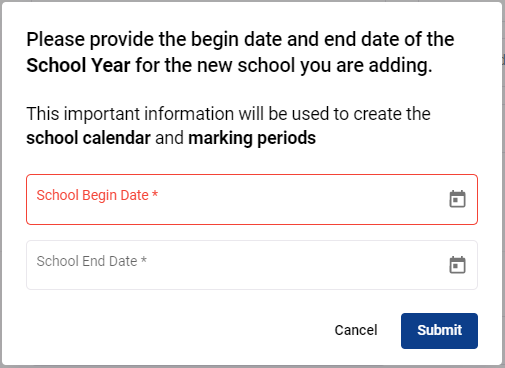 Please provide the begin date and end date of the
School Year for the new school you are adding.
This important information will be used to create the
school calendar and marking periods
School Begin Date *
School End Date *
Cancel
Submit